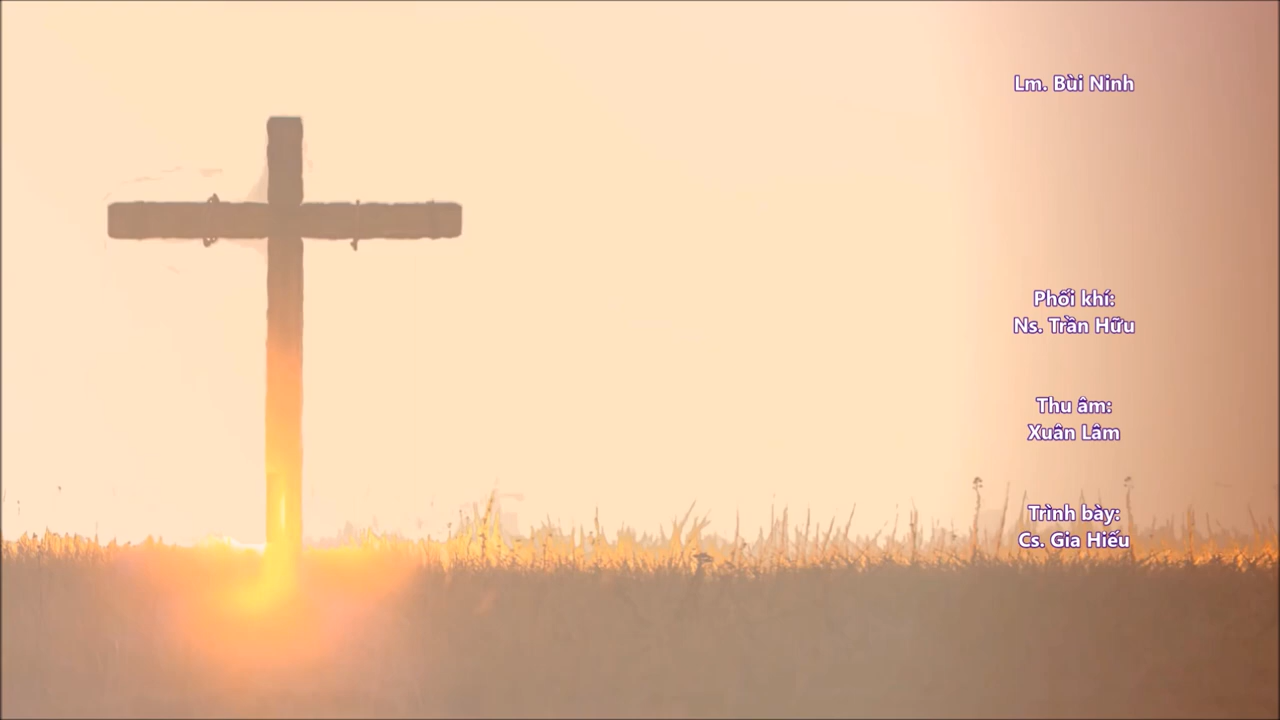 Lm. Bùi Ninh
Phối khí:
Ns. Trần Hữu
Thu âm:
Xuân Lâm
Trình bày:
Cs. Gia Hiếu